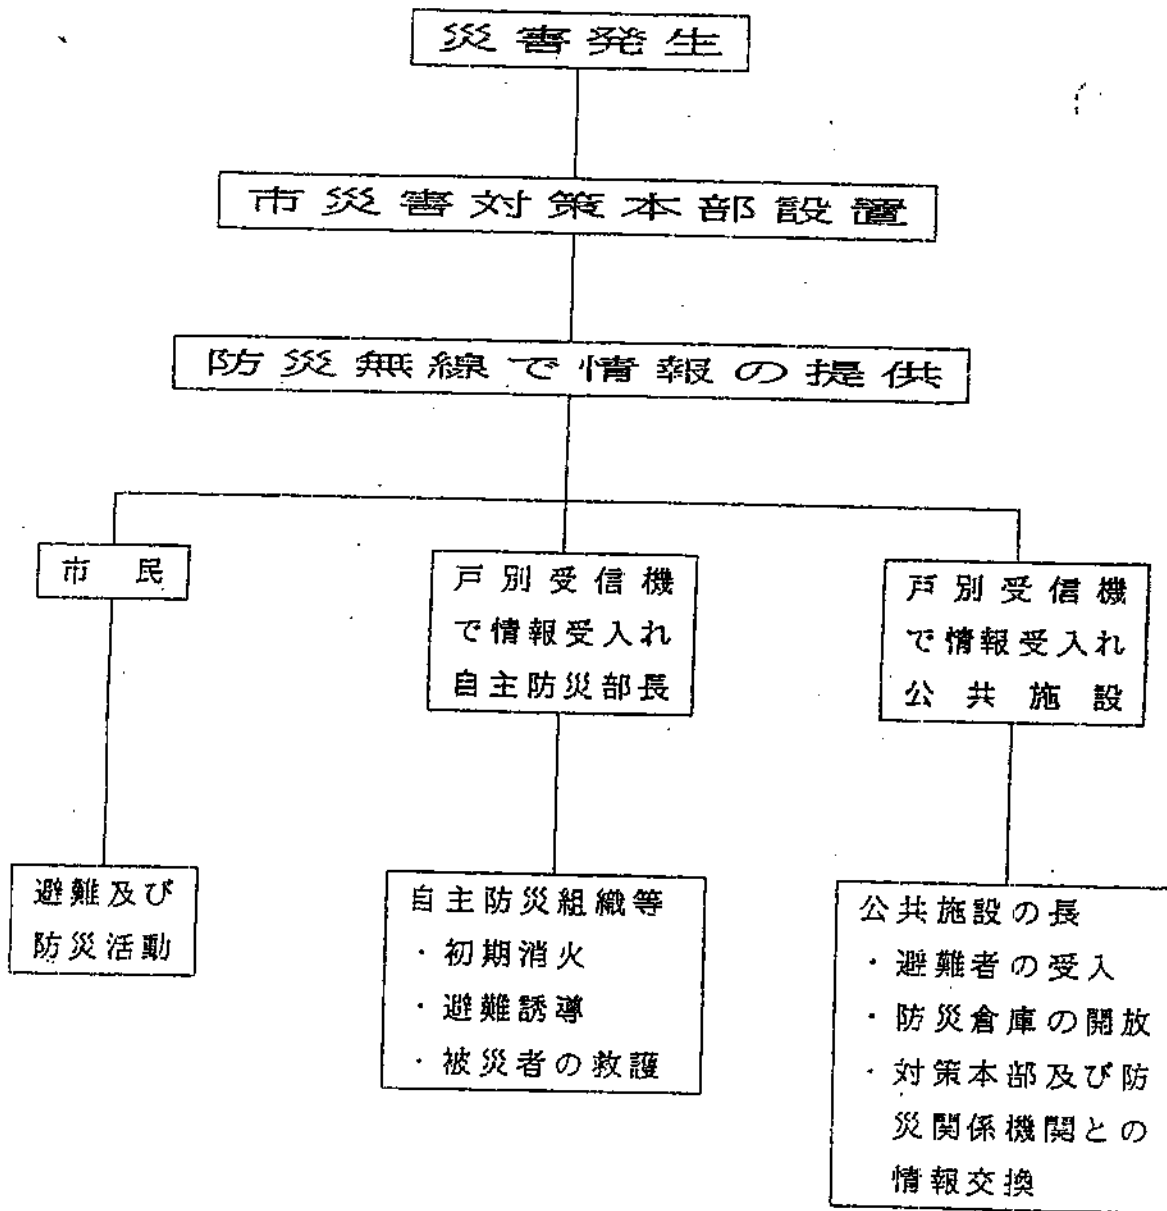 災害発生
市災害対策本部設置
防災無線で情報の提供
市民
戸別受信機
で情報受入れ
自主防災部長
戸別受信機
で情報受入れ
公共施設
避難及び
防災活動
自主防災組織等
・初期消火
・避難誘導
・被災者の救護
公共施設の長
・避難者の受入
・防災倉庫の開放
・対策本部及び防
災関係機関との
情報交換